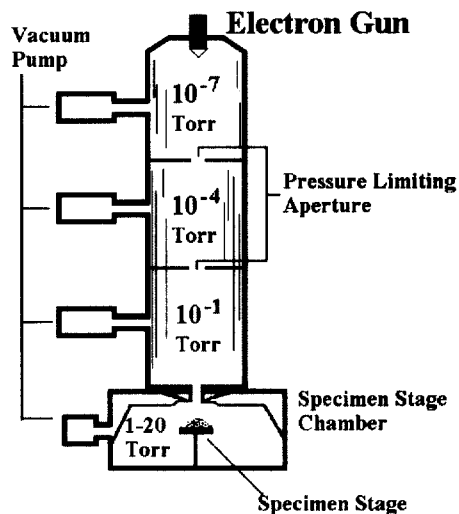 Electron Gun
Vacuum
Pump
10-7
Torr
10-4
Torr
Pressure Limiting
Aperture
10-1
Torr
Specimen Stage
Chamber
1-20
Torr
Specimen Stage